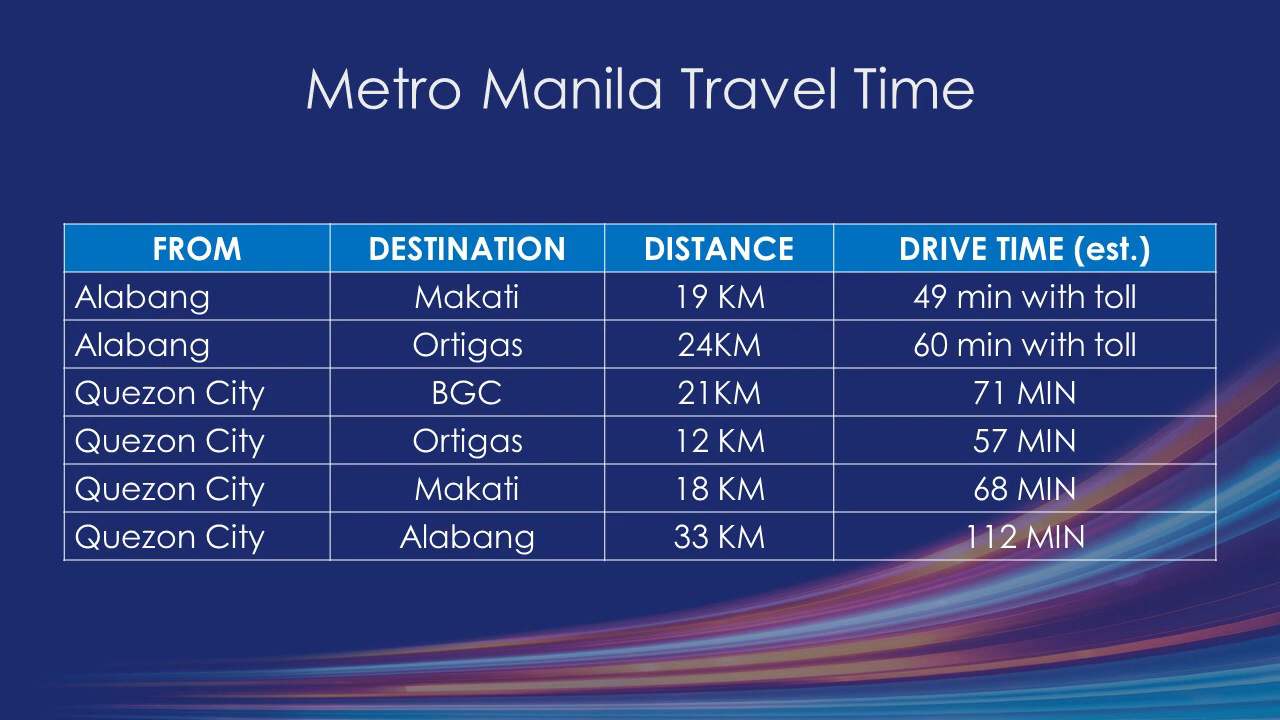 Metro Manila Travel Time
FROM DESTINATION DISTANCE DRIVE TIME (est.)
Alabang Makati 19 KM 49 min with toll
Alabang Ortigas 24KM 60 min with toll
Quezon City BGC 21KM 71 MIN
Quezon City Ortigas 12 KM 57 MIN
Quezon City Makati 18 KM 68 MIN
Quezon City Alabang 33 KM 112 MIN